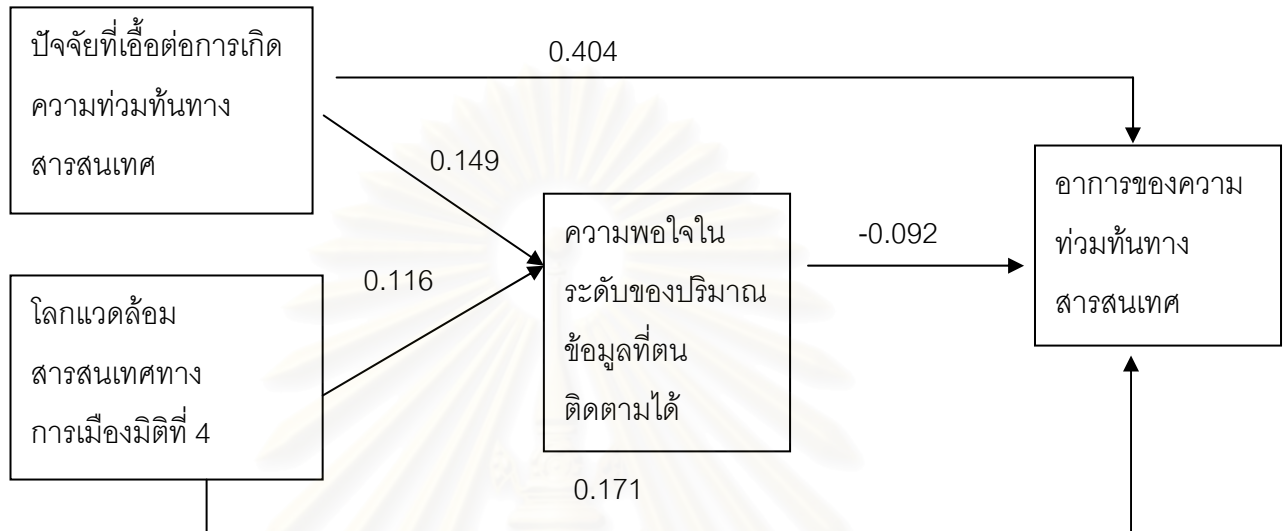 ปัจจัยที่เอื้อต่อการเกิด
ความท่วมท้นทาง
สารสนเทศ
0.404
0.149
อาการของความ
ท่วมท้นทาง
สารสนเทศ
ความพอใจใน
ระดับของปริมาณ
ข้อมูลที่ตน
ติดตามได้
-0.092
0.116
โลกแวดล้อม
สารสนเทศทาง
การเมืองมิติที่ 4
0.171